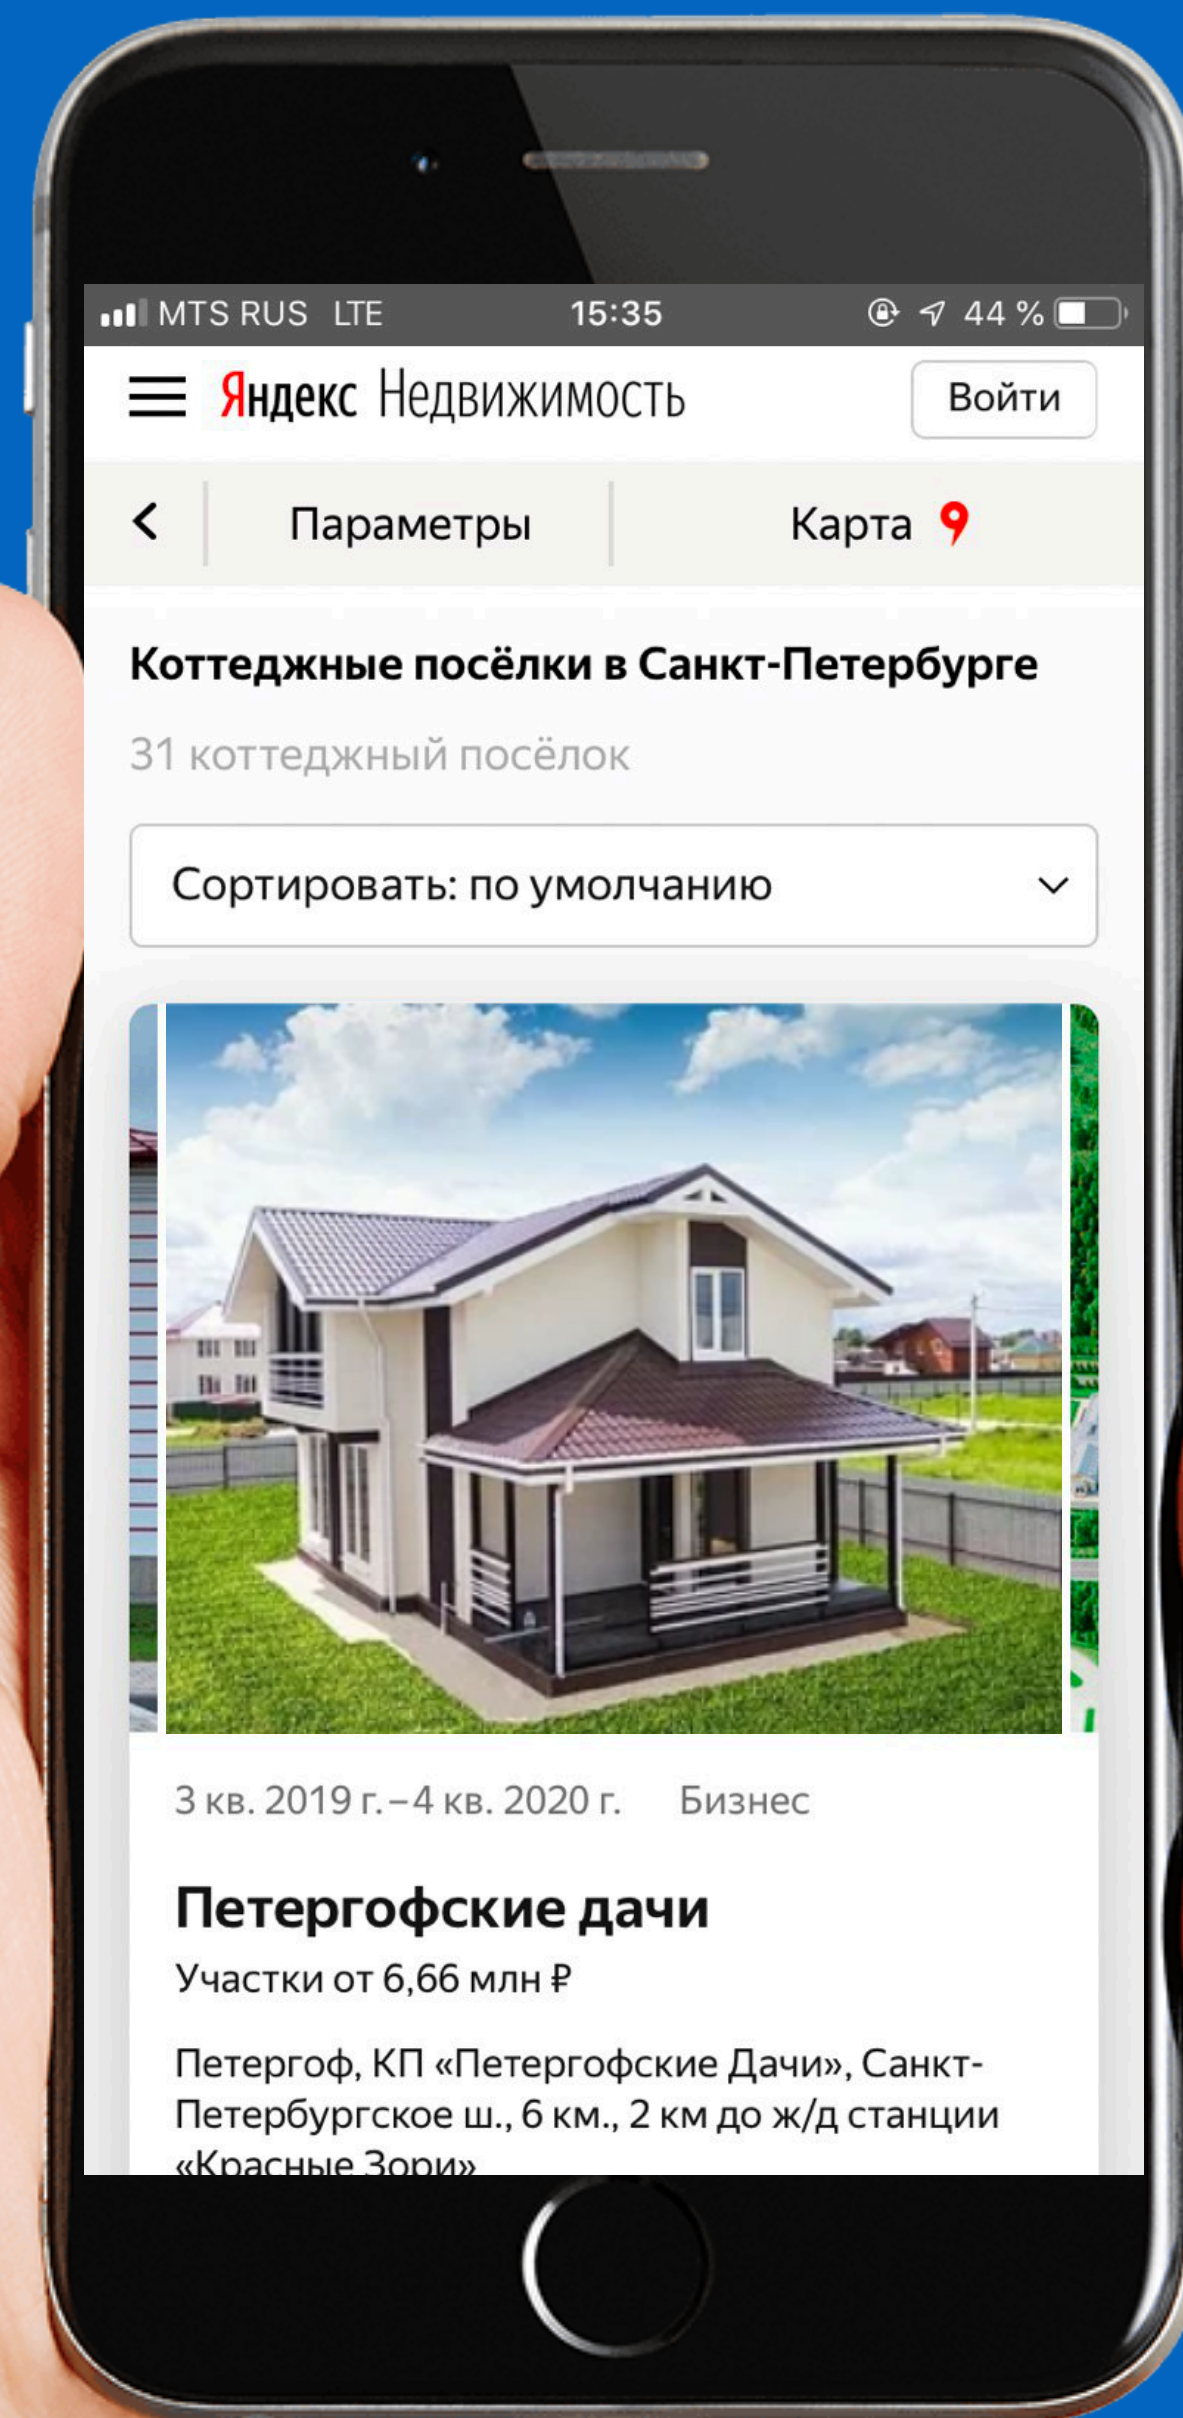 MTS RUS LTE 15:35 44 %
Яндекс Недвижимость Войти
Параметры Карта
Коттеджные посёлки в Санкт-Петербурге
31 коттеджный посёлок
Сортировать: по умолчанию
3 кв. 2019 г. – 4 кв. 2020 г. Бизнес
Петергофские дачи
Участки от 6,66 млн ₽
Петергоф, КП «Петергофские Дачи», Санкт-
Петербургское ш., 6 км., 2 км до ж/д станции
«Красные Зори»